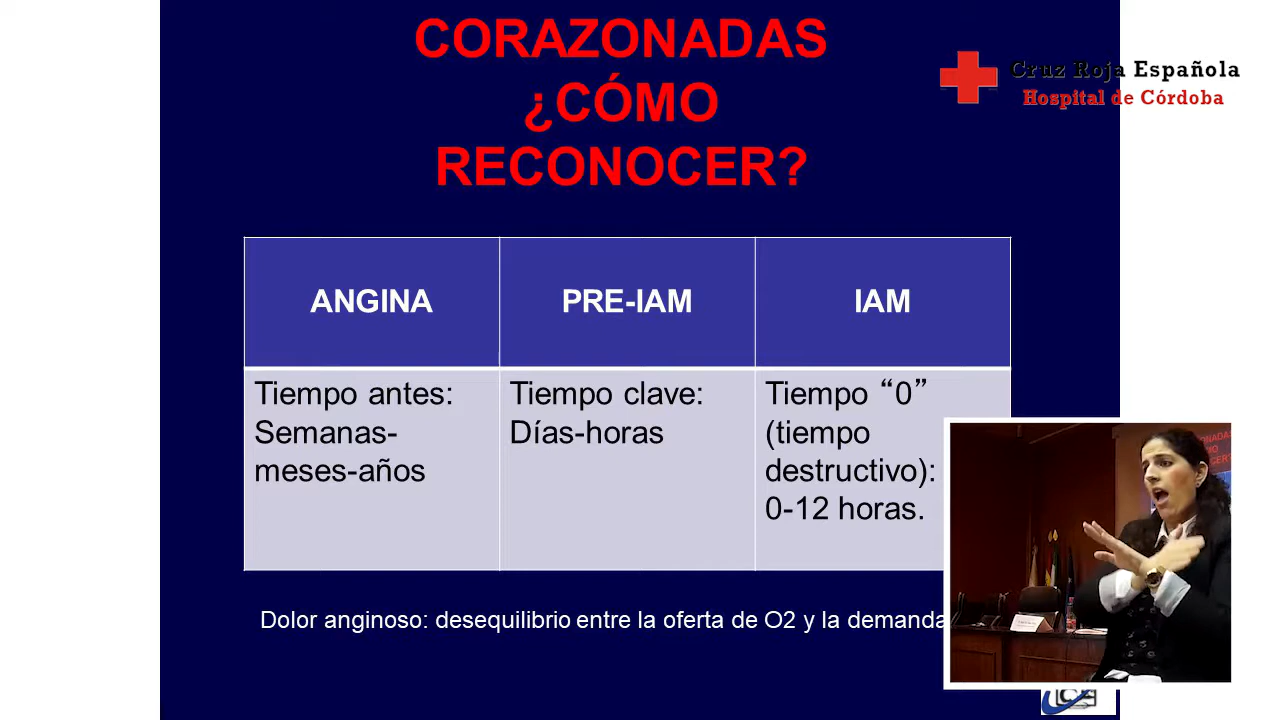 CORAZONADAS
¿CÓMO
RECONOCER?
Cruz Roja Española
Hospital de Córdoba
ANGINA
PRE-IAM
IAM
Tiempo antes:
Semanas-
meses-años
Tiempo clave:
Días-horas
Tiempo “0”
(tiempo
destructivo):
0-12 horas.
Dolor anginoso: desequilibrio entre la oferta de O2 y la demanda